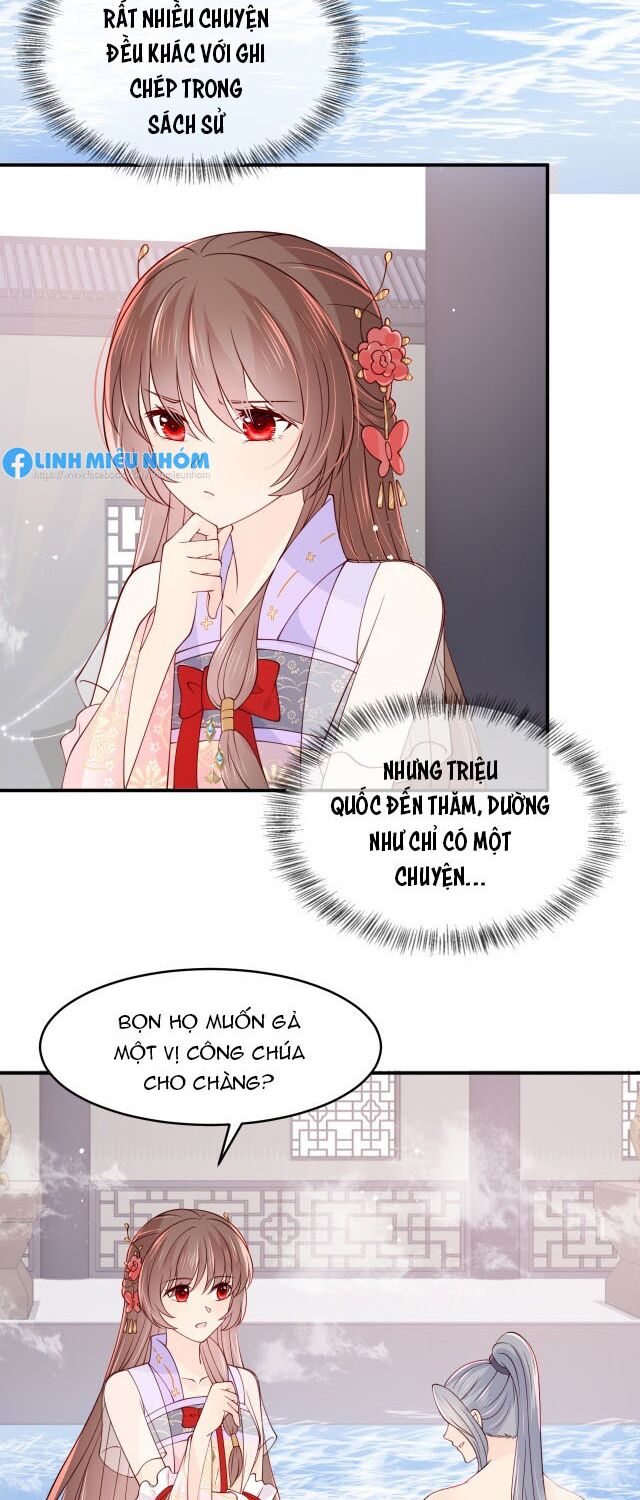 RẤT NHIỀU CHUYỆN
ĐỀU KHÁC VỚI GHI
CHÉP TRONG
SÁCH SỬ
LINH MIÊU NHÓM
NHƯNG TRIỆU
QUỐC ĐẾN THĂM, DƯỜNG
NHƯ CHỈ CÓ MỘT
CHUYỆN...
BỌN HỌ MUỐN GẢ
MỘT VỊ CÔNG CHÚA
CHO CHÀNG?